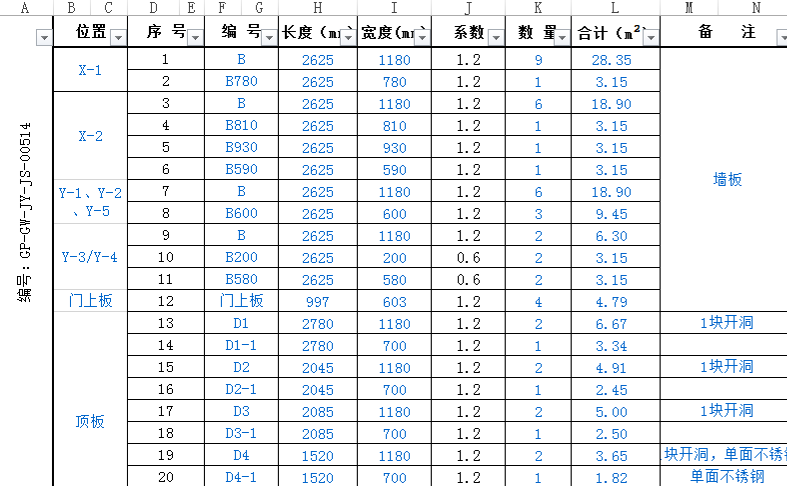 A B C D E F G H I J K L M N
位置 序 号 编 号 长度（mm） 宽度(mm 系数 数 量 合计（m²） 备 注
编号：GP-GW-JY-JS-00514
X-1 1 B 2625 1180 1.2 9 28.35
2 B780 2625 780 1.2 1 3.15
X-2 3 B 2625 1180 1.2 6 18.90
4 B810 2625 810 1.2 1 3.15
5 B930 2625 930 1.2 1 3.15
6 B590 2625 590 1.2 1 3.15
墙板
Y-1、Y-2 7 B 2625 1180 1.2 6 18.90
、Y-5 8 B600 2625 600 1.2 3 9.45
Y-3/Y-4 9 B 2625 1180 1.2 2 6.30
10 B200 2625 200 0.6 2 3.15
11 B580 2625 580 0.6 2 3.15
门上板 12 门上板 997 603 1.2 4 4.79
顶板 13 D1 2780 1180 1.2 2 6.67 1块开洞
14 D1-1 2780 700 1.2 1 3.34
15 D2 2045 1180 1.2 2 4.91 1块开洞
16 D2-1 2045 700 1.2 1 2.45
17 D3 2085 1180 1.2 2 5.00 1块开洞
18 D3-1 2085 700 1.2 1 2.50
19 D4 1520 1180 1.2 2 3.65 块开洞，单面不锈
20 D4-1 1520 700 1.2 1 1.82 单面不锈钢